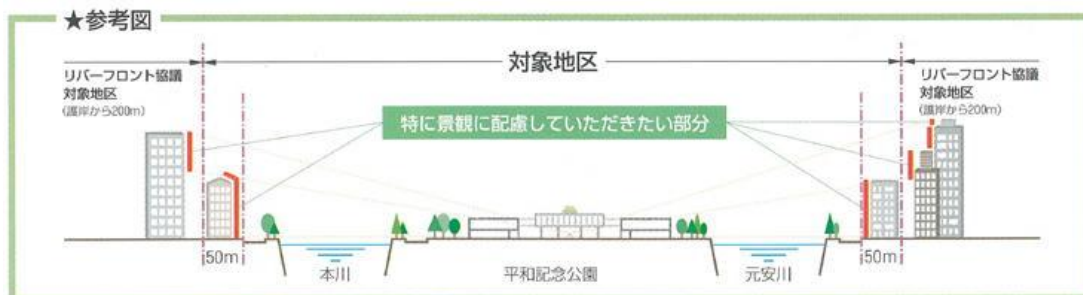 ★参考図
対象地区
リバーフロント協議
対象地区
(護岸から200m)
リバーフロント協議
対象地区
(護岸から200m)
特に景観に配慮していただきたい部分
50m
本川
平和記念公園
元安川
50m